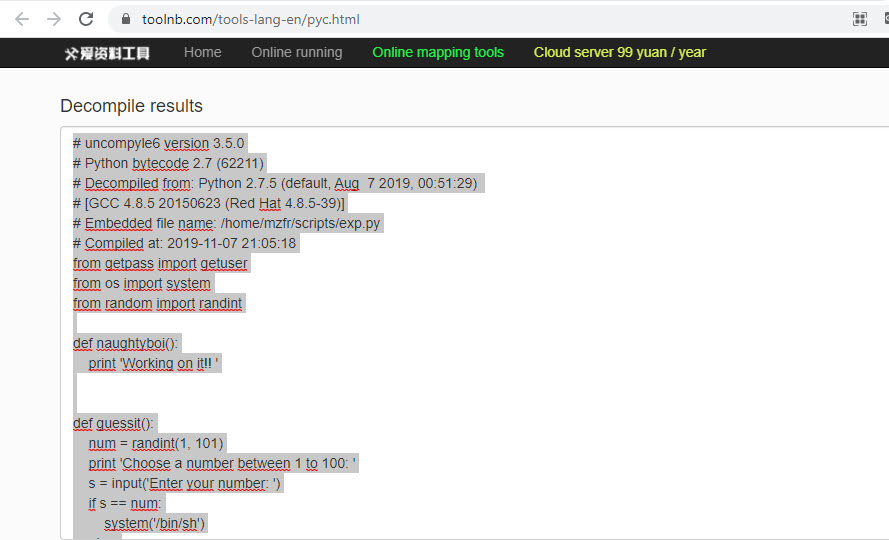 toolnb.com/tools-lang-en/pyc.html
爱资料工具 Home Online running Online mapping tools Cloud server 99 yuan / year
Decompile results
# uncompyle6 version 3.5.0
# Python bytecode 2.7 (62211)
# Decompiled from: Python 2.7.5 (default, Aug  7 2019, 00:51:29)
# [GCC 4.8.5 20150623 (Red Hat 4.8.5-39)]
# Embedded file name: /home/mzfr/scripts/exp.py
# Compiled at: 2019-11-07 21:05:18
from getpass import getuser
from os import system
from random import randint
def naughtyboi():
    print 'Working on it!! '
def guessit():
    num = randint(1, 101)
    print 'Choose a number between 1 to 100: '
    s = input('Enter your number: ')
    if s == num:
        system('/bin/sh')